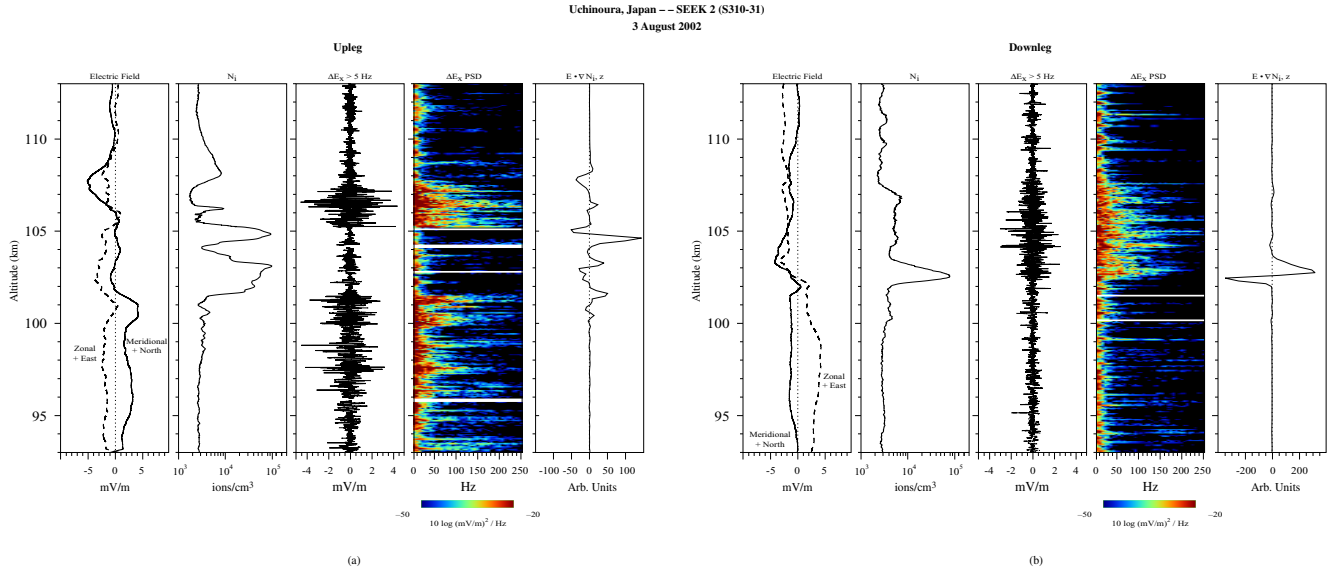 Uchinoura, Japan – – SEEK 2 (S310-31)
3 August 2002
Upleg
Downleg
Electric Field
Ni
ΔEx > 5 Hz
ΔEx PSD
E • ∇Ni, z
Electric Field
Ni
ΔEx > 5 Hz
ΔEx PSD
E • ∇Ni, z
Altitude (km)
110
105
100
95
Zonal
+ East
Meridional
+ North
Altitude (km)
110
105
100
95
Zonal
+ East
Meridional
+ North
-5 0 5
10³ 10⁴ 10⁵
-4 -2 0 2 4
0 50 100 150 200 250
-100 -50 0 50 100
-5 0 5
10³ 10⁴ 10⁵
-4 -2 0 2 4
0 50 100 150 200 250
-200 0 200
mV/m
ions/cm³
mV/m
Hz
Arb. Units
mV/m
ions/cm³
mV/m
Hz
Arb. Units
–50 –20
10 log (mV/m)² / Hz
–50 –20
10 log (mV/m)² / Hz
(a)
(b)